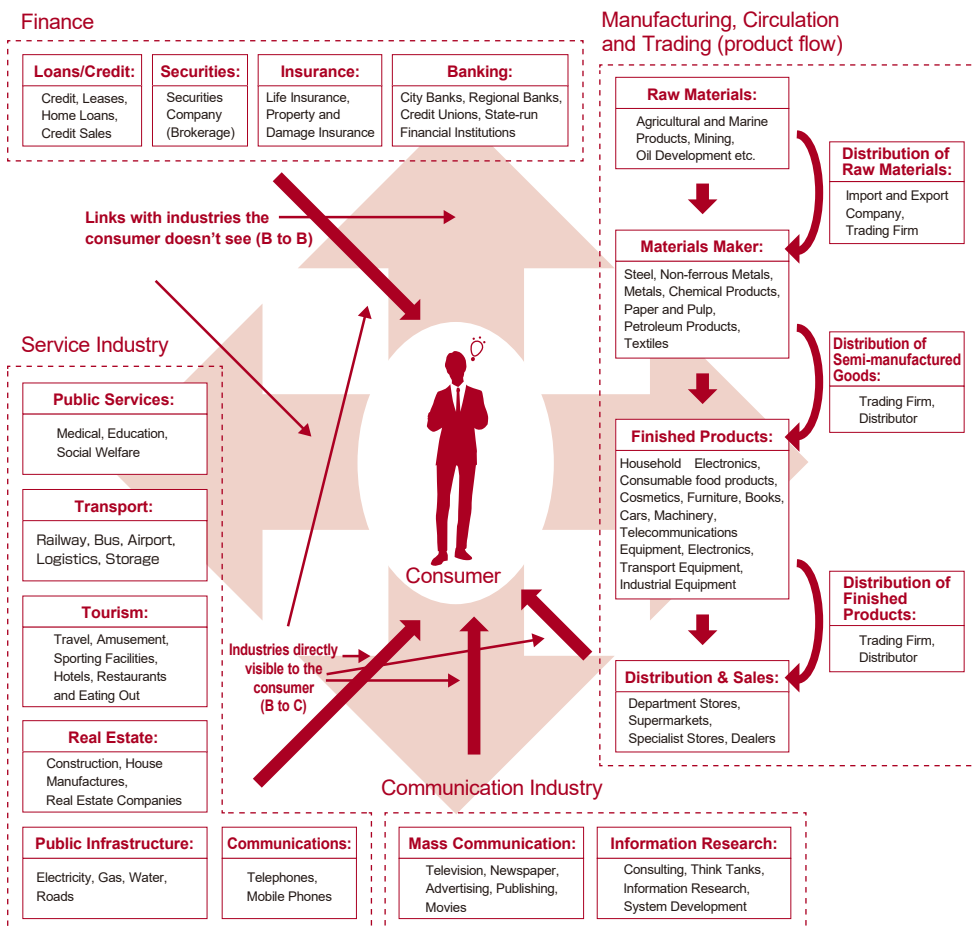 Finance
Loans/Credit:
Credit, Leases,
Home Loans,
Credit Sales
Securities:
Securities
Company
(Brokerage)
Insurance:
Life Insurance,
Property and
Damage Insurance
Banking:
City Banks, Regional Banks,
Credit Unions, State-run
Financial Institutions
Links with industries the
consumer doesn't see (B to B)
Manufacturing, Circulation
and Trading (product flow)
Raw Materials:
Agricultural and Marine
Products, Mining,
Oil Development etc.
Distribution of
Raw Materials:
Import and Export
Company,
Trading Firm
Materials Maker:
Steel, Non-ferrous Metals,
Metals, Chemical Products,
Paper and Pulp,
Petroleum Products,
Textiles
Distribution of
Semi-manufactured
Goods:
Trading Firm,
Distributor
Finished Products:
Household Electronics,
Consumable food products,
Cosmetics, Furniture, Books,
Cars, Machinery,
Telecommunications
Equipment, Electronics,
Transport Equipment,
Industrial Equipment
Distribution of
Finished
Products:
Trading Firm,
Distributor
Distribution & Sales:
Department Stores,
Supermarkets,
Specialist Stores, Dealers
Consumer
Service Industry
Public Services:
Medical, Education,
Social Welfare
Transport:
Railway, Bus, Airport,
Logistics, Storage
Tourism:
Travel, Amusement,
Sporting Facilities,
Hotels, Restaurants
and Eating Out
Real Estate:
Construction, House
Manufactures,
Real Estate Companies
Public Infrastructure:
Electricity, Gas, Water,
Roads
Communications:
Telephones,
Mobile Phones
Industries directly
visible to the
consumer
(B to C)
Communication Industry
Mass Communication:
Television, Newspaper,
Advertising, Publishing,
Movies
Information Research:
Consulting, Think Tanks,
Information Research,
System Development